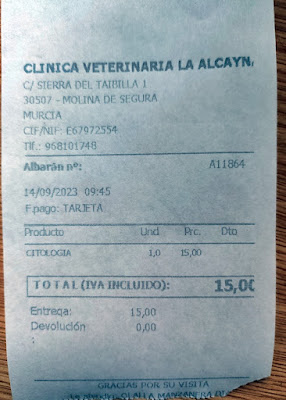 CLINICA VETERINARIA LA ALCAYN
C/ SIERRA DEL TAIBILLA 1
30507 - MOLINA DE SEGURA
MURCIA
CIF/NIF: E67972554
Tlf.: 968101748
Albarán nº: A11864
14/09/2023 09:45
F.pago: TARJETA
Producto Und. Prc. Dto
CITOLOGIA 1,0 15,00
TOTAL (IVA INCLUIDO): 15,00
Entrega: 15,00
Devolución 0,00
GRACIAS POR SU VISITA
MANZANERA